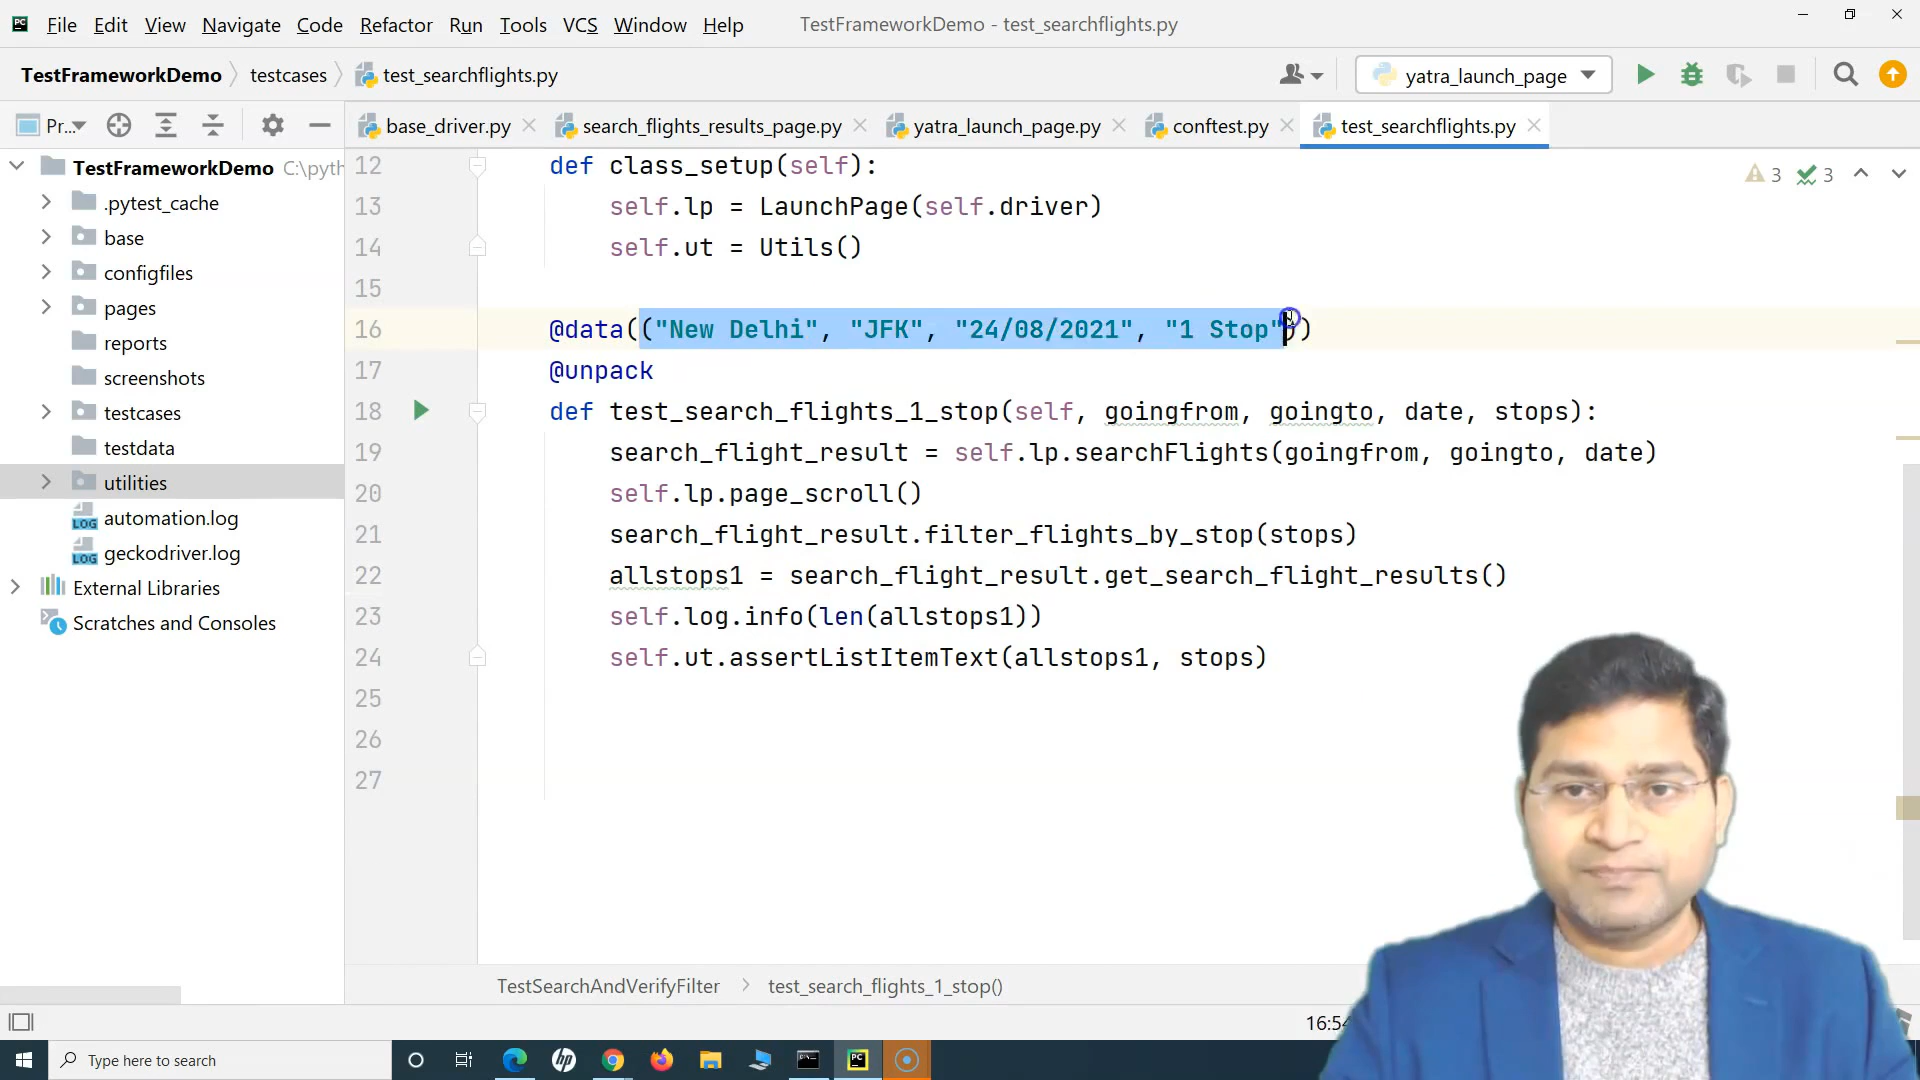 File Edit View Navigate Code Refactor Run Tools VCS Window Help TestFrameworkDemo - test_searchflights.py
TestFrameworkDemo testcases test_searchflights.py yatra_launch_page
Pr... base_driver.py search_flights_results_page.py yatra_launch_page.py conftest.py test_searchflights.py
TestFrameworkDemo C:\pyth
.pytest_cache
base
configfiles
pages
reports
screenshots
testcases
testdata
utilities
automation.log
geckodriver.log
External Libraries
Scratches and Consoles
3 3
12 def class_setup(self):
13 self.lp = LaunchPage(self.driver)
14 self.ut = Utils()
15
16 @data(("New Delhi", "JFK", "24/08/2021", "1 Stop"))
17 @unpack
18 def test_search_flights_1_stop(self, goingfrom, goingto, date, stops):
19 search_flight_result = self.lp.searchFlights(goingfrom, goingto, date)
20 self.lp.page_scroll()
21 search_flight_result.filter_flights_by_stop(stops)
22 allstops1 = search_flight_result.get_search_flight_results()
23 self.log.info(len(allstops1))
24 self.ut.assertListItemText(allstops1, stops)
25
26
27
TestSearchAndVerifyFilter test_search_flights_1_stop()
16:54
Type here to search